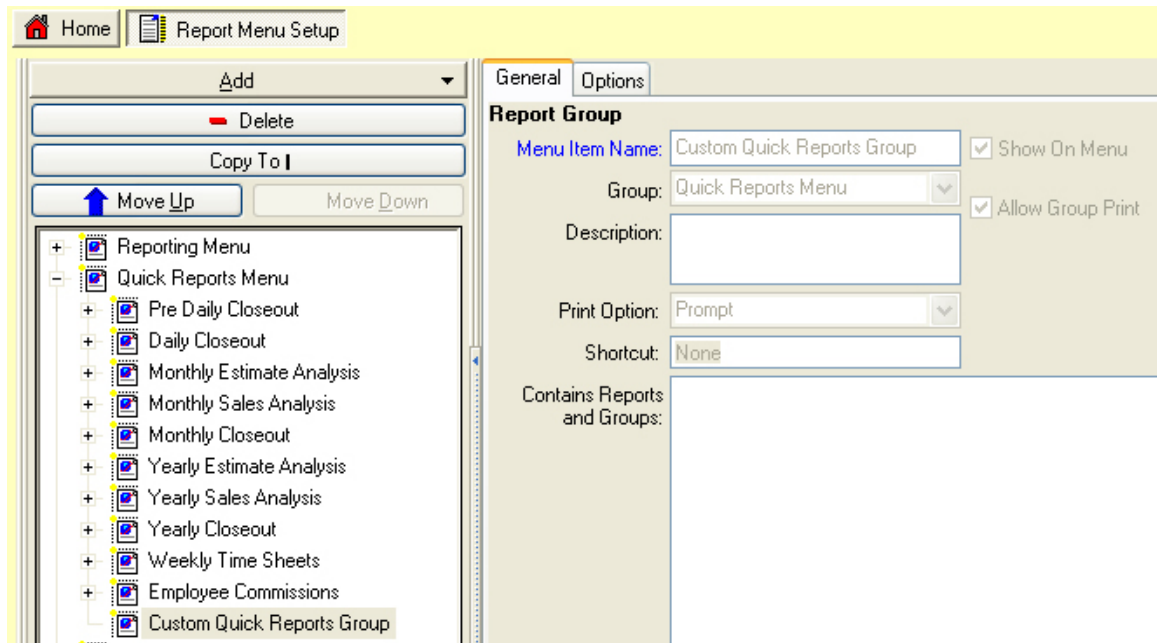 Home
Report Menu Setup
Add
Delete
Copy To
Move Up
Move Down
Reporting Menu
Quick Reports Menu
Pre Daily Closeout
Daily Closeout
Monthly Estimate Analysis
Monthly Sales Analysis
Monthly Closeout
Yearly Estimate Analysis
Yearly Sales Analysis
Yearly Closeout
Weekly Time Sheets
Employee Commissions
Custom Quick Reports Group
General Options
Report Group
Menu Item Name: Custom Quick Reports Group Show On Menu
Group: Quick Reports Menu
Allow Group Print
Description:
Print Option: Prompt
Shortcut: None
Contains Reports
and Groups: